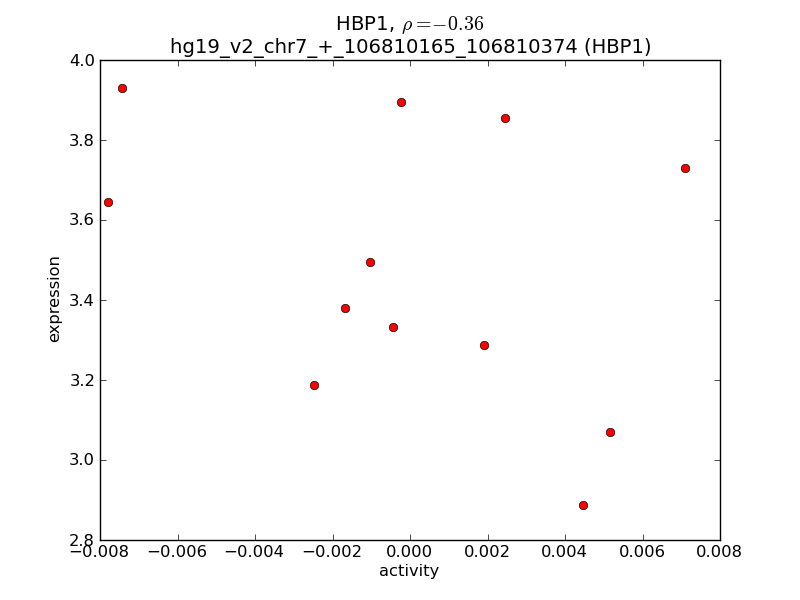 HBP1, ρ=−0.36
hg19_v2_chr7_+_106810165_106810374 (HBP1)
4.0
3.8
3.6
3.4
3.2
3.0
2.8
expression
−0.008 −0.006 −0.004 −0.002 0.000 0.002 0.004 0.006 0.008
activity